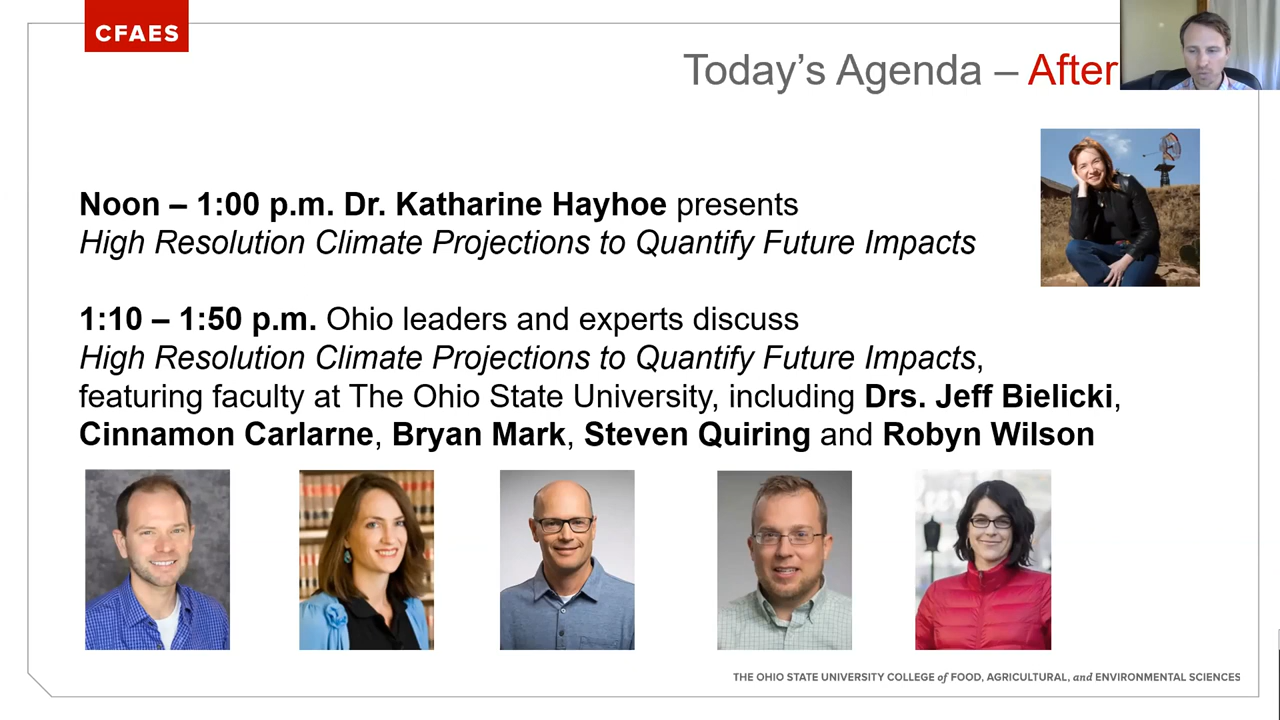 CFAES
Today's Agenda – After
Noon – 1:00 p.m. Dr. Katharine Hayhoe presents
High Resolution Climate Projections to Quantify Future Impacts
1:10 – 1:50 p.m. Ohio leaders and experts discuss
High Resolution Climate Projections to Quantify Future Impacts,
featuring faculty at The Ohio State University, including Drs. Jeff Bielicki,
Cinnamon Carlarne, Bryan Mark, Steven Quiring and Robyn Wilson
THE OHIO STATE UNIVERSITY COLLEGE of FOOD, AGRICULTURAL, and ENVIRONMENTAL SCIENCES